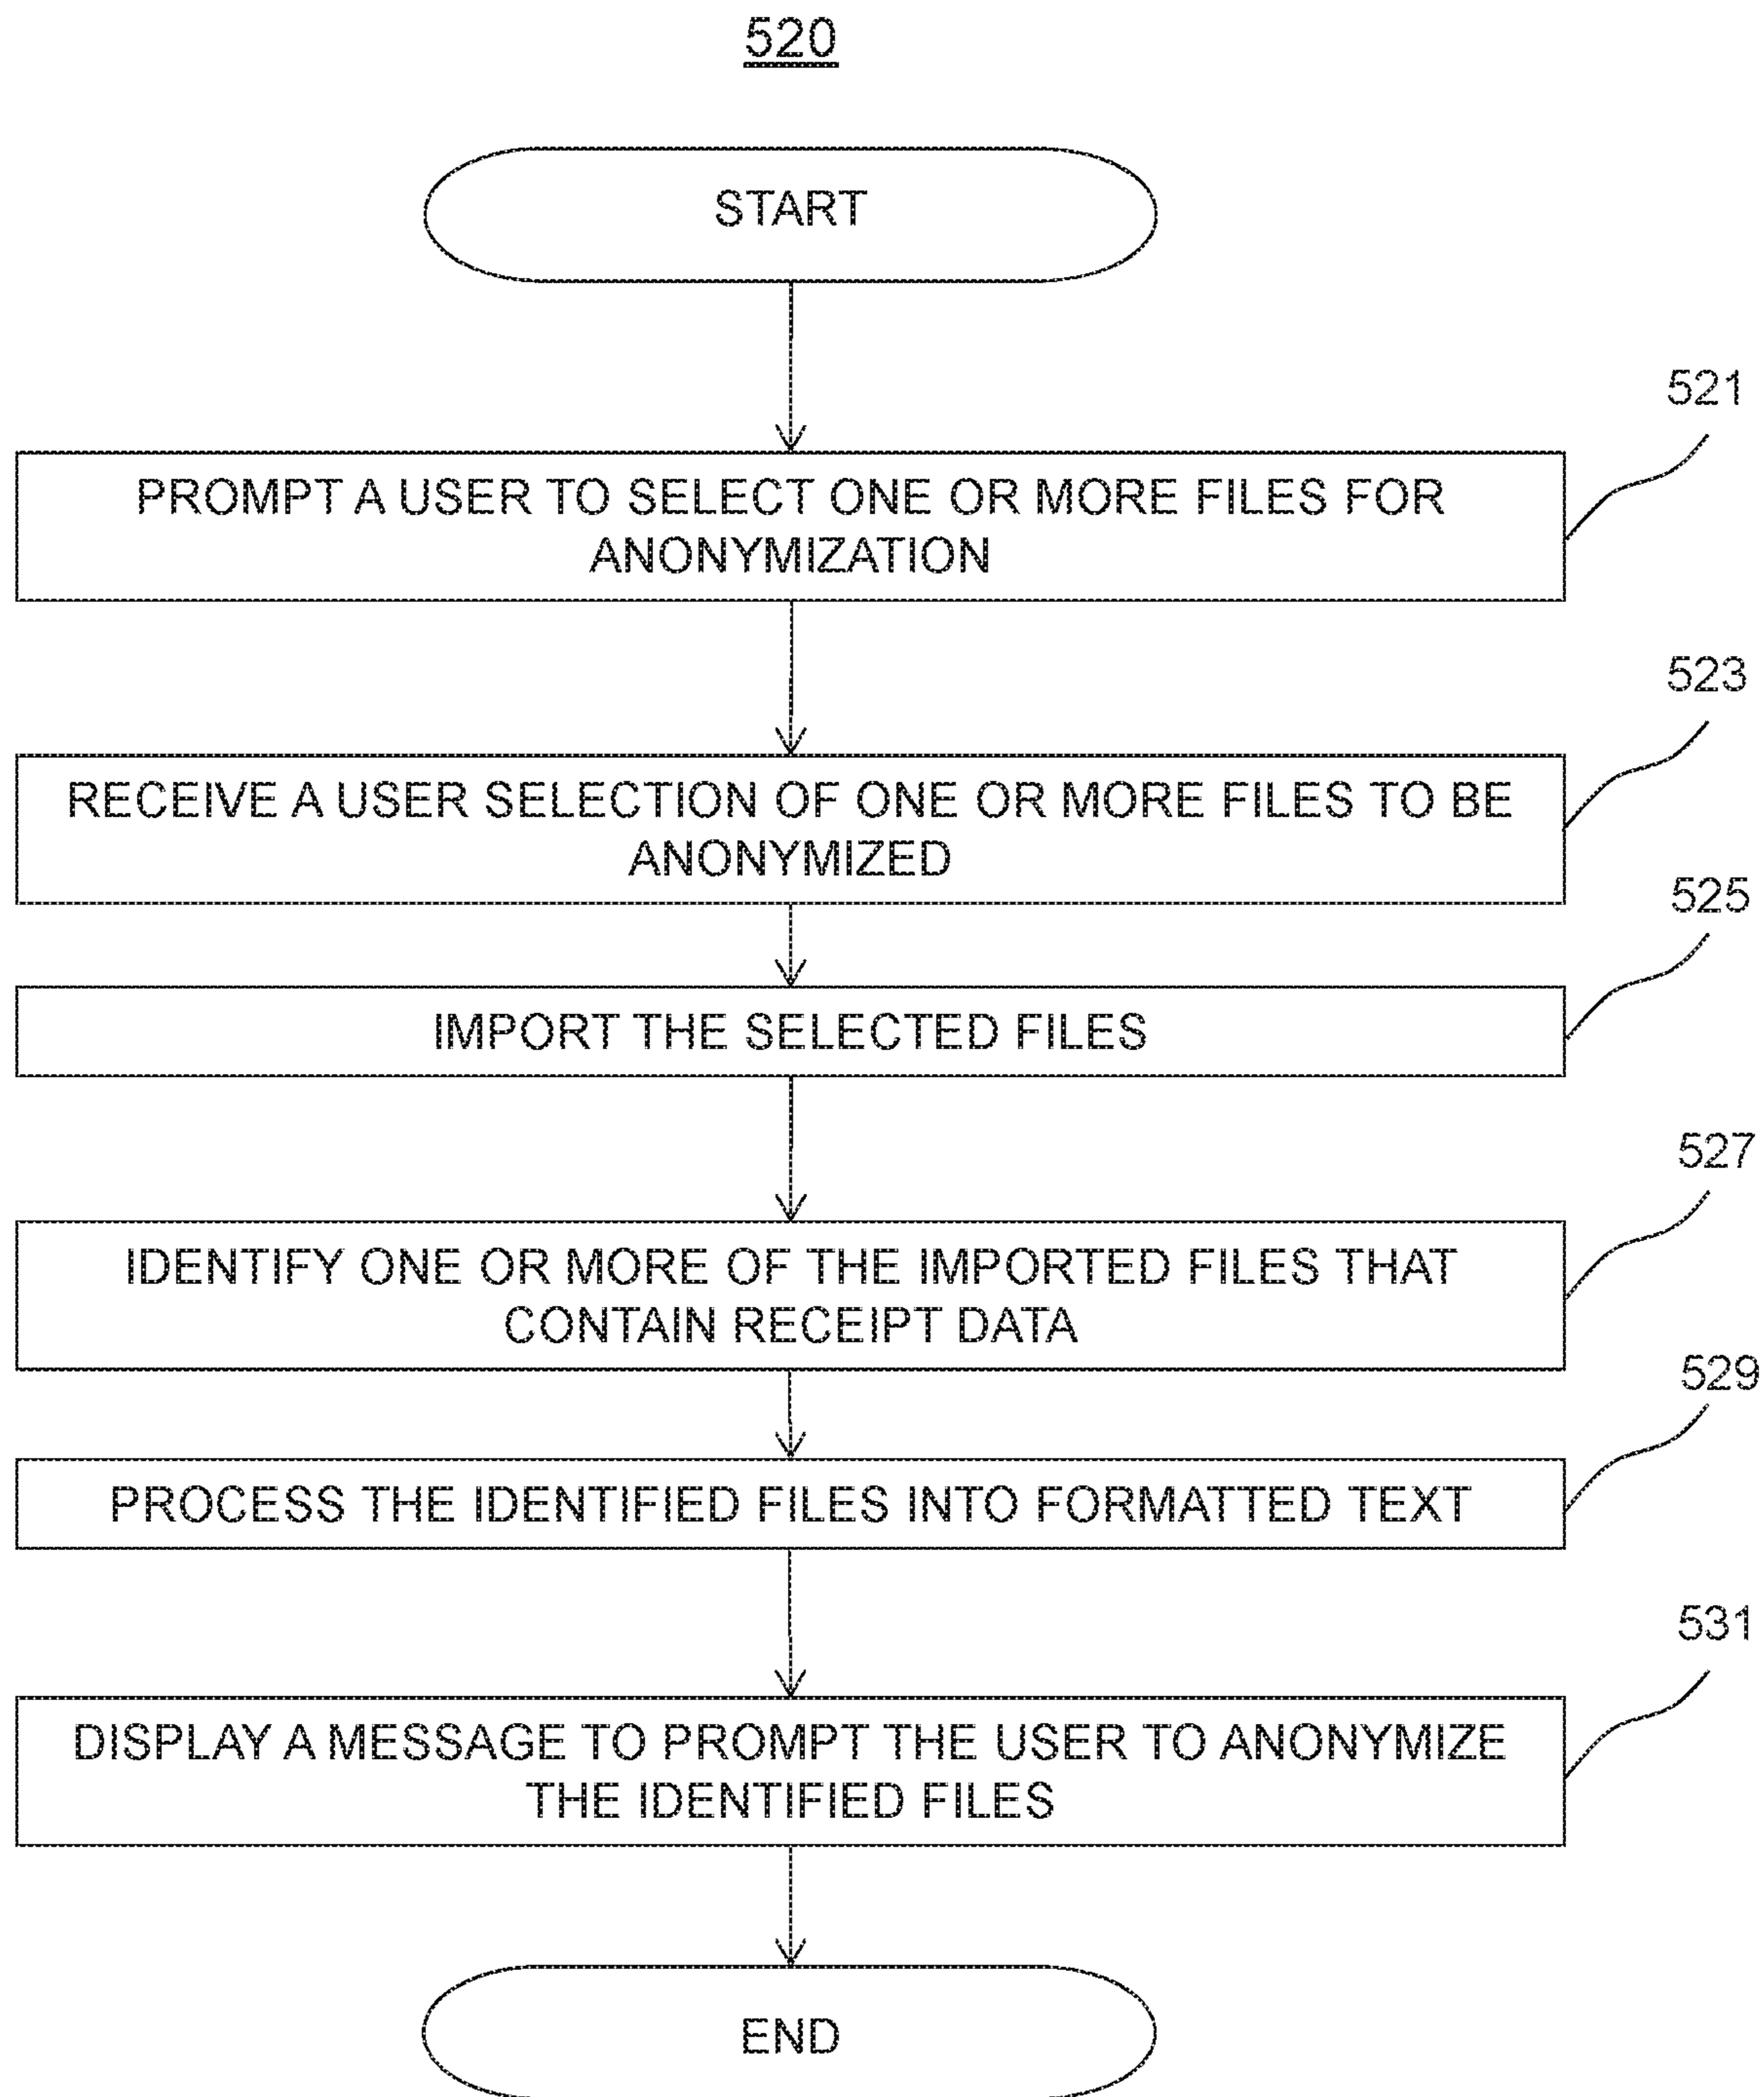 520
START
521
PROMPT A USER TO SELECT ONE OR MORE FILES FOR
ANONYMIZATION
523
RECEIVE A USER SELECTION OF ONE OR MORE FILES TO BE
ANONYMIZED
525
IMPORT THE SELECTED FILES
527
IDENTIFY ONE OR MORE OF THE IMPORTED FILES THAT
CONTAIN RECEIPT DATA
529
PROCESS THE IDENTIFIED FILES INTO FORMATTED TEXT
531
DISPLAY A MESSAGE TO PROMPT THE USER TO ANONYMIZE
THE IDENTIFIED FILES
END